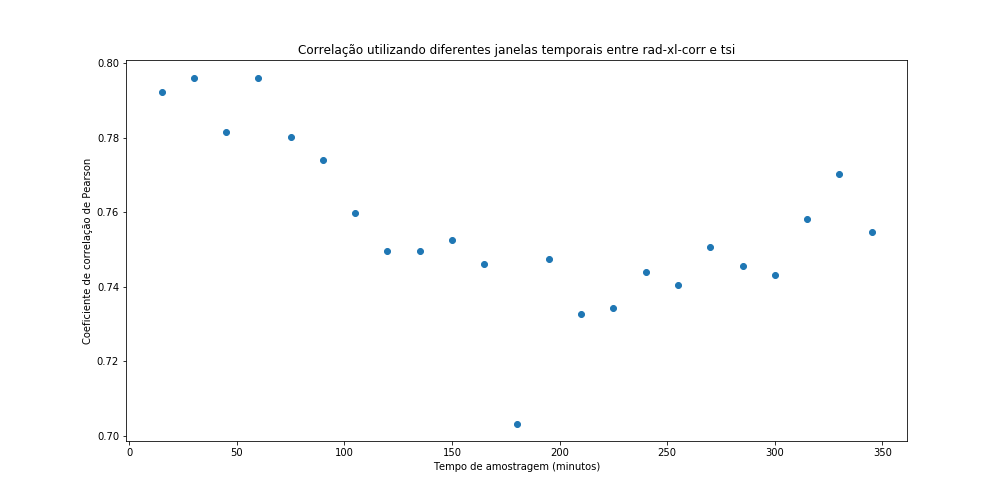 Correlação utilizando diferentes janelas temporais entre rad-xl-corr e tsi
0.80
0.78
0.76
0.74
0.72
0.70
Coeficiente de correlação de Pearson
0 50 100 150 200 250 300 350
Tempo de amostragem (minutos)